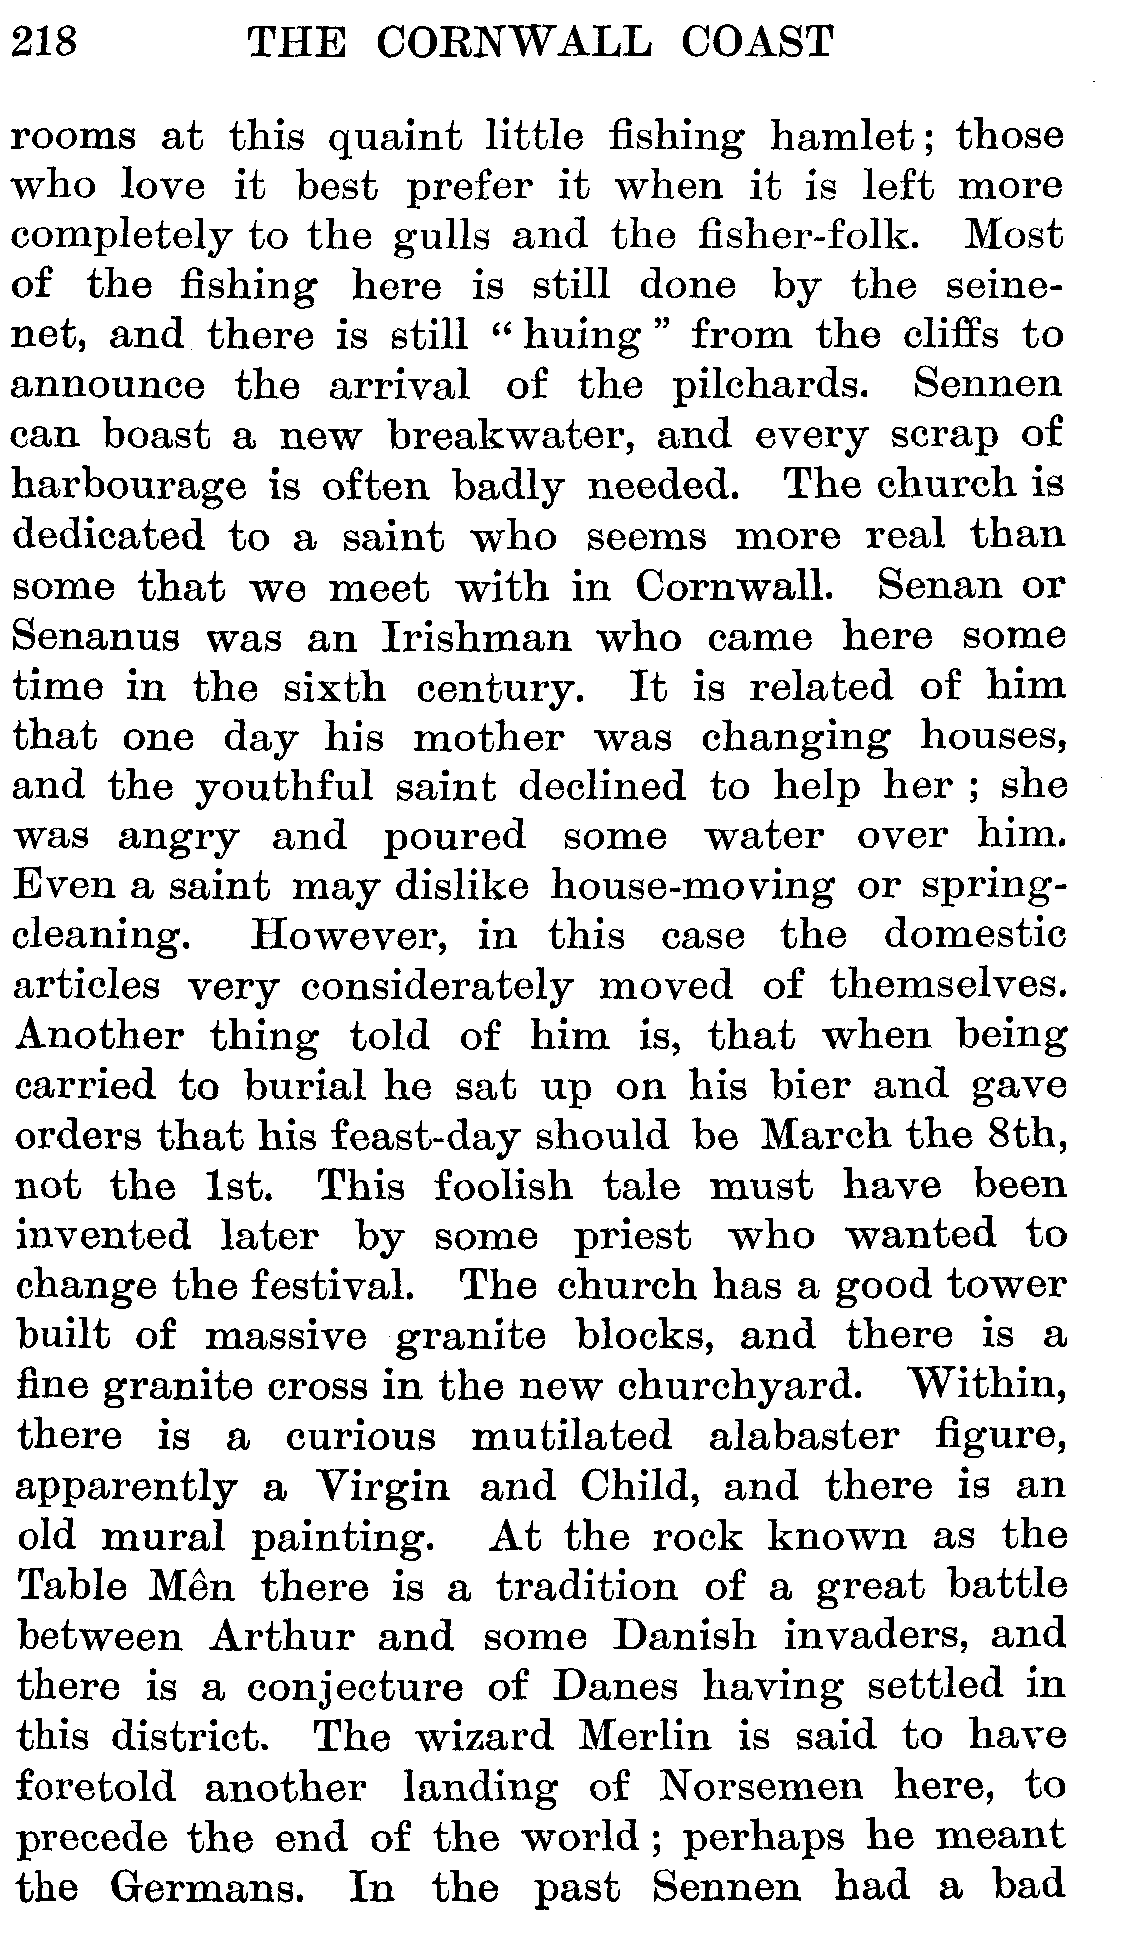 218 THE CORNWALL COAST
rooms at this quaint little fishing hamlet; those
who love it best prefer it when it is left more
completely to the gulls and the fisher-folk. Most
of the fishing here is still done by the seine-
net, and there is still “huing” from the cliffs to
announce the arrival of the pilchards. Sennen
can boast a new breakwater, and every scrap of
harbourage is often badly needed. The church is
dedicated to a saint who seems more real than
some that we meet with in Cornwall. Senan or
Senanus was an Irishman who came here some
time in the sixth century. It is related of him
that one day his mother was changing houses,
and the youthful saint declined to help her; she
was angry and poured some water over him.
Even a saint may dislike house-moving or spring-
cleaning. However, in this case the domestic
articles very considerately moved of themselves.
Another thing told of him is, that when being
carried to burial he sat up on his bier and gave
orders that his feast-day should be March the 8th,
not the 1st. This foolish tale must have been
invented later by some priest who wanted to
change the festival. The church has a good tower
built of massive granite blocks, and there is a
fine granite cross in the new churchyard. Within,
there is a curious mutilated alabaster figure,
apparently a Virgin and Child, and there is an
old mural painting. At the rock known as the
Table Mên there is a tradition of a great battle
between Arthur and some Danish invaders, and
there is a conjecture of Danes having settled in
this district. The wizard Merlin is said to have
foretold another landing of Norsemen here, to
precede the end of the world; perhaps he meant
the Germans. In the past Sennen had a bad